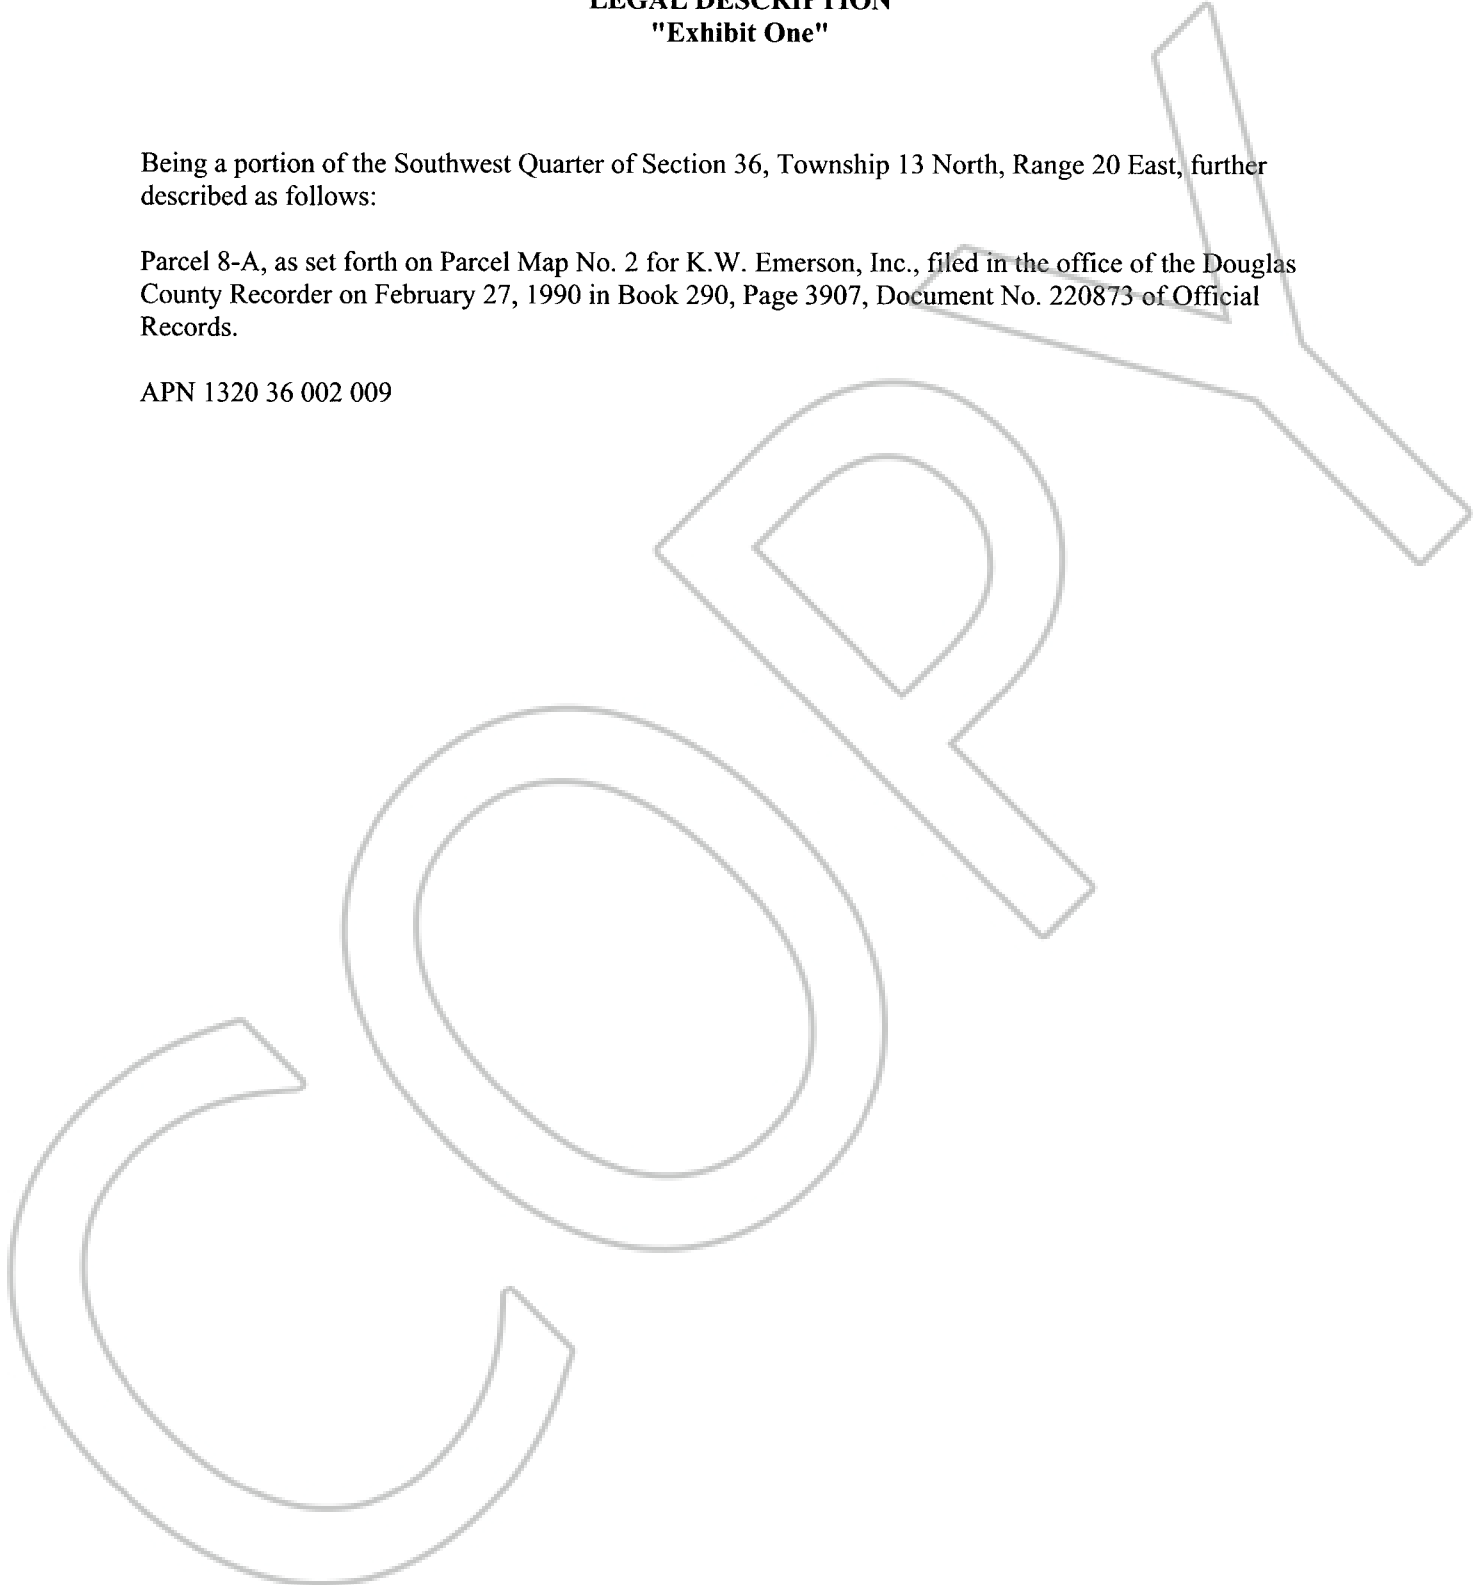 LEGAL DESCRIPTION
"Exhibit One"
Being a portion of the Southwest Quarter of Section 36, Township 13 North, Range 20 East, further
described as follows:
Parcel 8-A, as set forth on Parcel Map No. 2 for K.W. Emerson, Inc., filed in the office of the Douglas
County Recorder on February 27, 1990 in Book 290, Page 3907, Document No. 220873 of Official
Records.
APN 1320 36 002 009
COPY